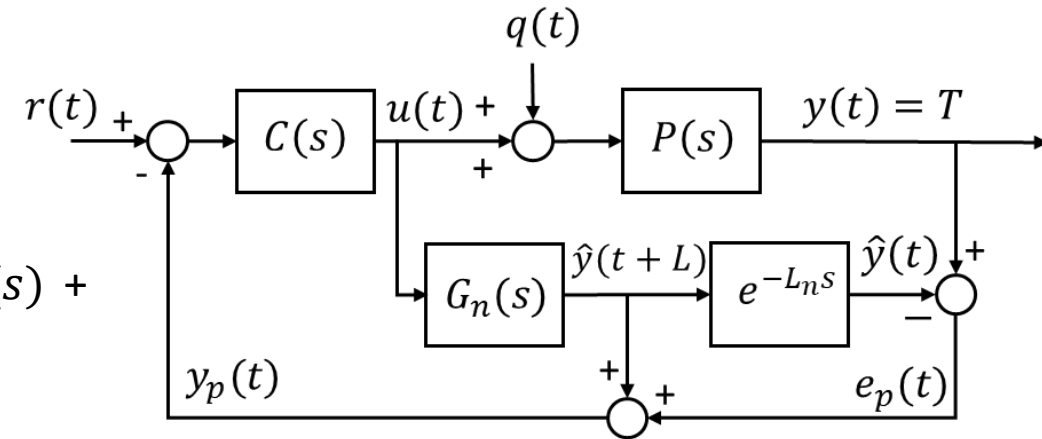 q(t)
r(t) + C(s) u(t) + P(s) y(t) = T
- +
s) + G_n(s) ŷ(t + L) e^{-L_n s} ŷ(t) +
−
y_p(t) + + e_p(t)